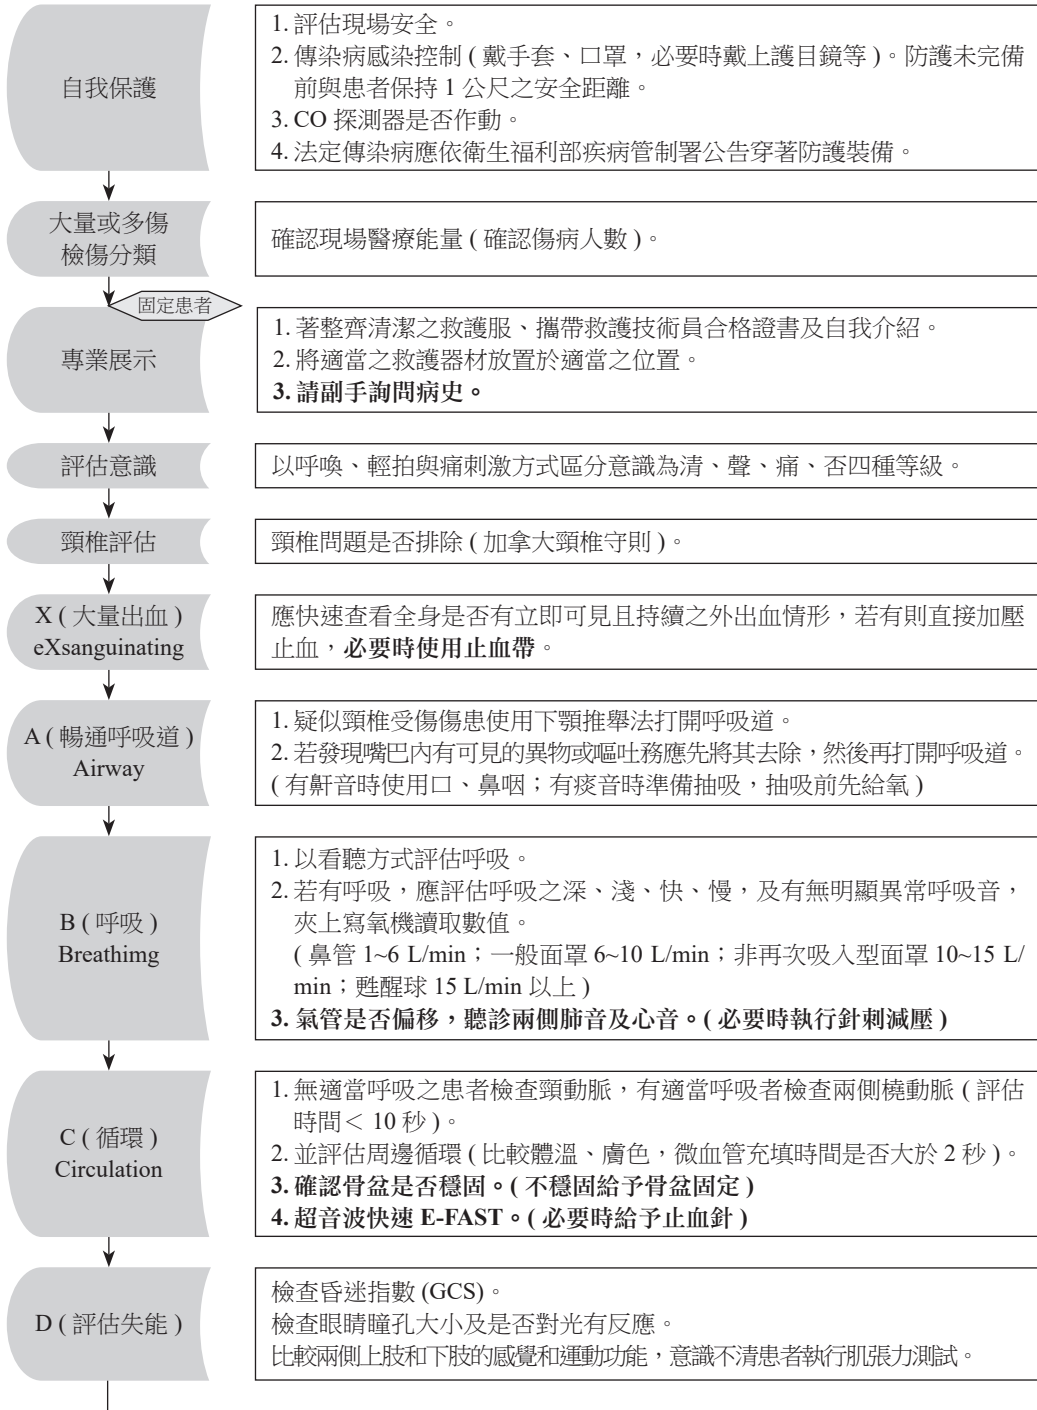 自我保護
1. 評估現場安全。
2. 傳染病感染控制 ( 戴手套、口罩，必要時戴上護目鏡等 )。防護未完備
前與患者保持 1 公尺之安全距離。
3. CO 探測器是否作動。
4. 法定傳染病應依衛生福利部疾病管制署公告穿著防護裝備。
大量或多傷
檢傷分類
確認現場醫療能量 ( 確認傷病人數 )。
固定患者
專業展示
1. 著整齊清潔之救護服、攜帶救護技術員合格證書及自我介紹。
2. 將適當之救護器材放置於適當之位置。
3. 請副手詢問病史。
評估意識
以呼喚、輕拍與痛刺激方式區分意識為清、聲、痛、否四種等級。
頸椎評估
頸椎問題是否排除 ( 加拿大頸椎守則 )。
X ( 大量出血 )
eXsanguinating
應快速查看全身是否有立即可見且持續之外出血情形，若有則直接加壓
止血，必要時使用止血帶。
A ( 暢通呼吸道 )
Airway
1. 疑似頸椎受傷傷患使用下顎推舉法打開呼吸道。
2. 若發現嘴巴內有可見的異物或嘔吐務應先將其去除，然後再打開呼吸道。
( 有鼾音時使用口、鼻咽；有痰音時準備抽吸，抽吸前先給氧 )
B ( 呼吸 )
Breathimg
1. 以看聽方式評估呼吸。
2. 若有呼吸，應評估呼吸之深、淺、快、慢，及有無明顯異常呼吸音，
夾上寫氧機讀取數值。
( 鼻管 1~6 L/min；一般面罩 6~10 L/min；非再次吸入型面罩 10~15 L/
min；甦醒球 15 L/min 以上 )
3. 氣管是否偏移，聽診兩側肺音及心音。( 必要時執行針刺減壓 )
C ( 循環 )
Circulation
1. 無適當呼吸之患者檢查頸動脈，有適當呼吸者檢查兩側橈動脈 ( 評估
時間＜ 10 秒 )。
2. 並評估周邊循環 ( 比較體溫、膚色，微血管充填時間是否大於 2 秒 )。
3. 確認骨盆是否穩固。( 不穩固給予骨盆固定 )
4. 超音波快速 E-FAST。( 必要時給予止血針 )
D ( 評估失能 )
檢查昏迷指數 (GCS)。
檢查眼睛瞳孔大小及是否對光有反應。
比較兩側上肢和下肢的感覺和運動功能，意識不清患者執行肌張力測試。